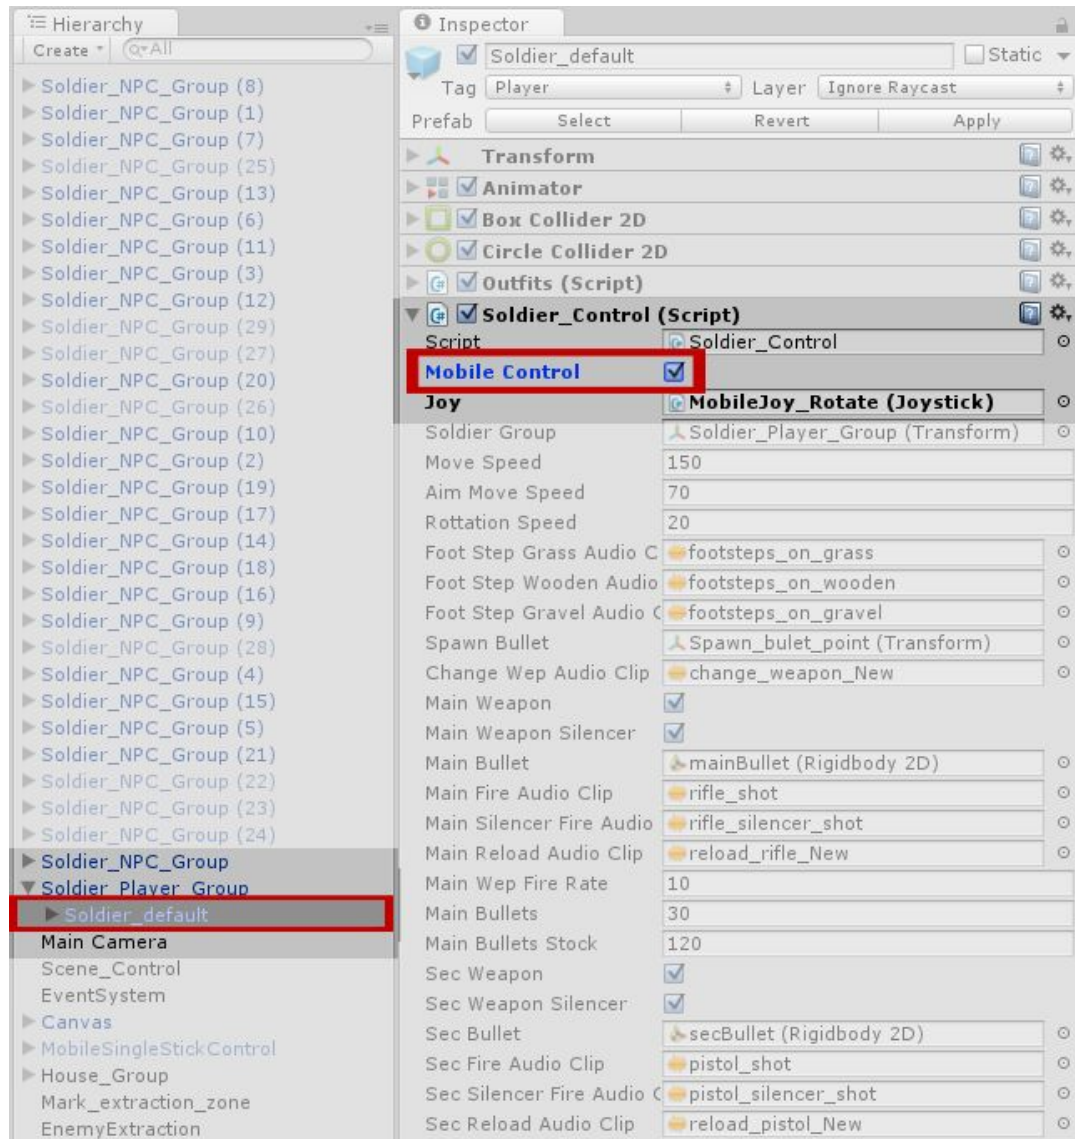 Hierarchy
Create
All
Soldier_NPC_Group (8)
Soldier_NPC_Group (1)
Soldier_NPC_Group (7)
Soldier_NPC_Group (25)
Soldier_NPC_Group (13)
Soldier_NPC_Group (6)
Soldier_NPC_Group (11)
Soldier_NPC_Group (3)
Soldier_NPC_Group (12)
Soldier_NPC_Group (29)
Soldier_NPC_Group (27)
Soldier_NPC_Group (20)
Soldier_NPC_Group (26)
Soldier_NPC_Group (10)
Soldier_NPC_Group (2)
Soldier_NPC_Group (19)
Soldier_NPC_Group (17)
Soldier_NPC_Group (14)
Soldier_NPC_Group (18)
Soldier_NPC_Group (16)
Soldier_NPC_Group (9)
Soldier_NPC_Group (28)
Soldier_NPC_Group (4)
Soldier_NPC_Group (15)
Soldier_NPC_Group (5)
Soldier_NPC_Group (21)
Soldier_NPC_Group (22)
Soldier_NPC_Group (23)
Soldier_NPC_Group (24)
Soldier_NPC_Group
Soldier_Player_Group
Soldier_default
Main Camera
Scene_Control
EventSystem
Canvas
MobileSingleStickControl
House_Group
Mark_extraction_zone
EnemyExtraction
Inspector
Soldier_default Static
Tag Player Layer Ignore Raycast
Prefab Select Revert Apply
Transform
Animator
Box Collider 2D
Circle Collider 2D
Outfits (Script)
Soldier_Control (Script)
Script Soldier_Control
Mobile Control
Joy MobileJoy_Rotate (Joystick)
Soldier Group Soldier_Player_Group (Transform)
Move Speed 150
Aim Move Speed 70
Rottation Speed 20
Foot Step Grass Audio C footsteps_on_grass
Foot Step Wooden Audio footsteps_on_wooden
Foot Step Gravel Audio C footsteps_on_gravel
Spawn Bullet Spawn_bulet_point (Transform)
Change Wep Audio Clip change_weapon_New
Main Weapon
Main Weapon Silencer
Main Bullet mainBullet (Rigidbody 2D)
Main Fire Audio Clip rifle_shot
Main Silencer Fire Audio rifle_silencer_shot
Main Reload Audio Clip reload_rifle_New
Main Wep Fire Rate 10
Main Bullets 30
Main Bullets Stock 120
Sec Weapon
Sec Weapon Silencer
Sec Bullet secBullet (Rigidbody 2D)
Sec Fire Audio Clip pistol_shot
Sec Silencer Fire Audio C pistol_silencer_shot
Sec Reload Audio Clip reload_pistol_New